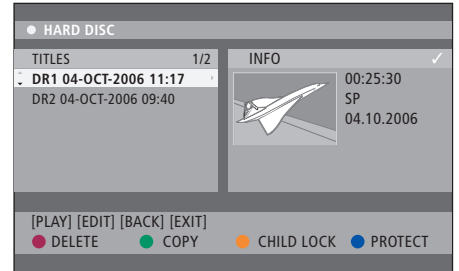 HARD DISC
TITLES 1/2
DR1 04-OCT-2006 11:17
DR2 04-OCT-2006 09:40
INFO
00:25:30
SP
04.10.2006
[PLAY] [EDIT] [BACK] [EXIT]
DELETE COPY CHILD LOCK PROTECT